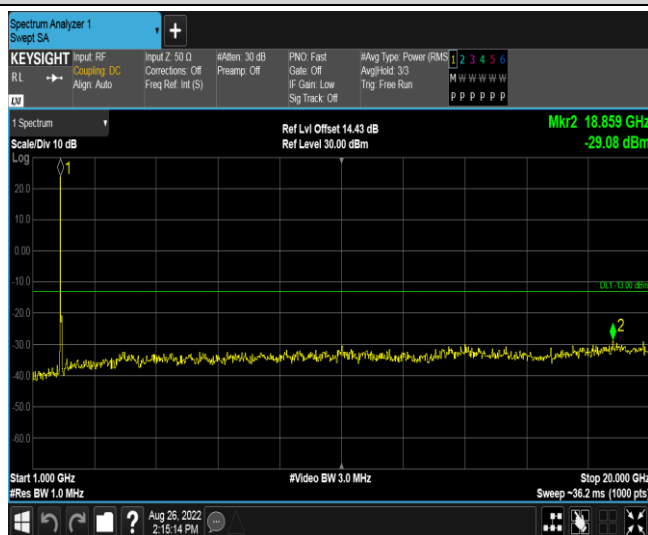 Spectrum Analyzer 1
Swept SA
+
KEYSIGHT
RL
LXI
Input: RF
Coupling: DC
Align: Auto
Input Z: 50 Ω
Corrections: Off
Freq Ref: Int (S)
#Atten: 30 dB
Preamp: Off
PNO: Fast
Gate: Off
IF Gain: Low
Sig Track: Off
#Avg Type: Power (RMS
Avg|Hold: 3/3
Trig: Free Run
1 2 3 4 5 6
M W W W W W
P P P P P P
1 Spectrum
Scale/Div 10 dB
Log
Ref Lvl Offset 14.43 dB
Ref Level 30.00 dBm
Mkr2 18.859 GHz
-29.08 dBm
1
20.0
10.0
0.00
-10.0
DL1 -13.00 dBm
-20.0
2
-30.0
-40.0
-50.0
-60.0
Start 1.000 GHz
#Res BW 1.0 MHz
#Video BW 3.0 MHz
Stop 20.000 GHz
Sweep ~36.2 ms (1000 pts)
?
Aug 26, 2022
2:15:14 PM